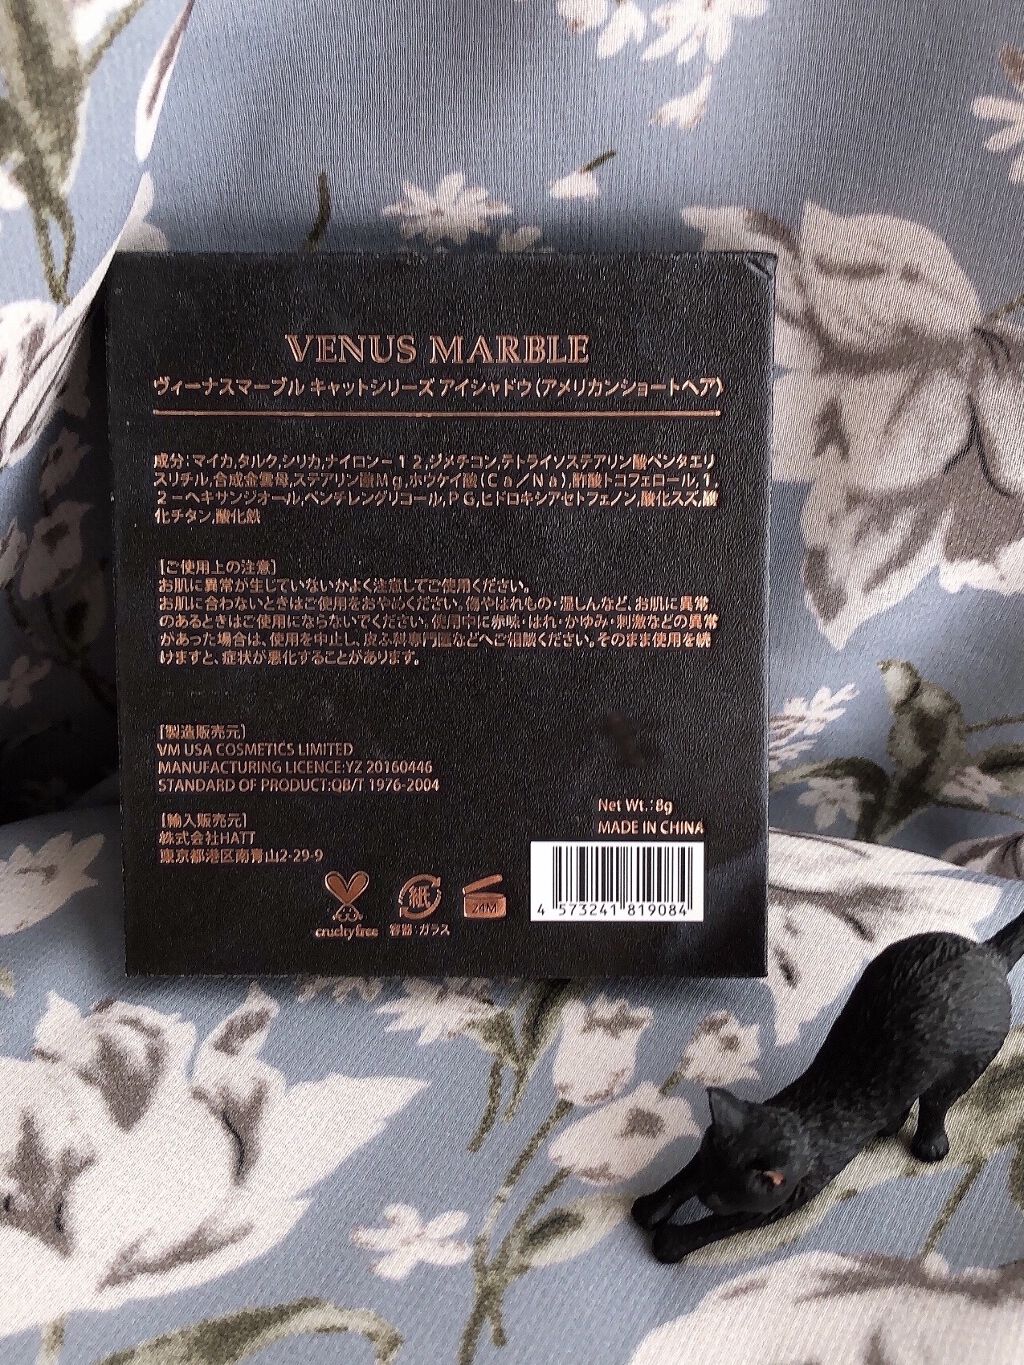 VENUS MARBLE
ヴィーナスマーブル キャットシリーズ アイシャドウ(アメリカンショートヘア)
成分:マイカ,タルク,シリカ,ナイロン-12,ジメチコン,テトライソステアリン酸ペンタエリ
スリチル,合成金雲母,ステアリン酸Mg,ホウケイ酸(Ca/Na),酢酸トコフェロール,1,
2-ヘキサンジオール,ペンチレングリコール,PG,ヒドロキシアセトフェノン,酸化スズ,酸
化チタン,酸化鉄
[ご使用上の注意]
お肌に異常が生じていないかよく注意してご使用ください。
お肌に合わないときはご使用をおやめください。傷やはれもの・湿しんなど、お肌に異常
のあるときはご使用にならないでください。使用中に赤味・はれ・かゆみ・刺激などの異常
があった場合は、使用を中止し、皮ふ科専門医などへご相談ください。そのまま使用を続
けますと、症状が悪化することがあります。
[製造販売元]
VM USA COSMETICS LIMITED
MANUFACTURING LICENCE:YZ 20160446
STANDARD OF PRODUCT:QB/T 1976-2004
[輸入販売元]
株式会社HATT
東京都港区南青山2-29-9
Net Wt.:8g
MADE IN CHINA
紙
24M
crueltyfree 容器:ガラス
4 573241 819084